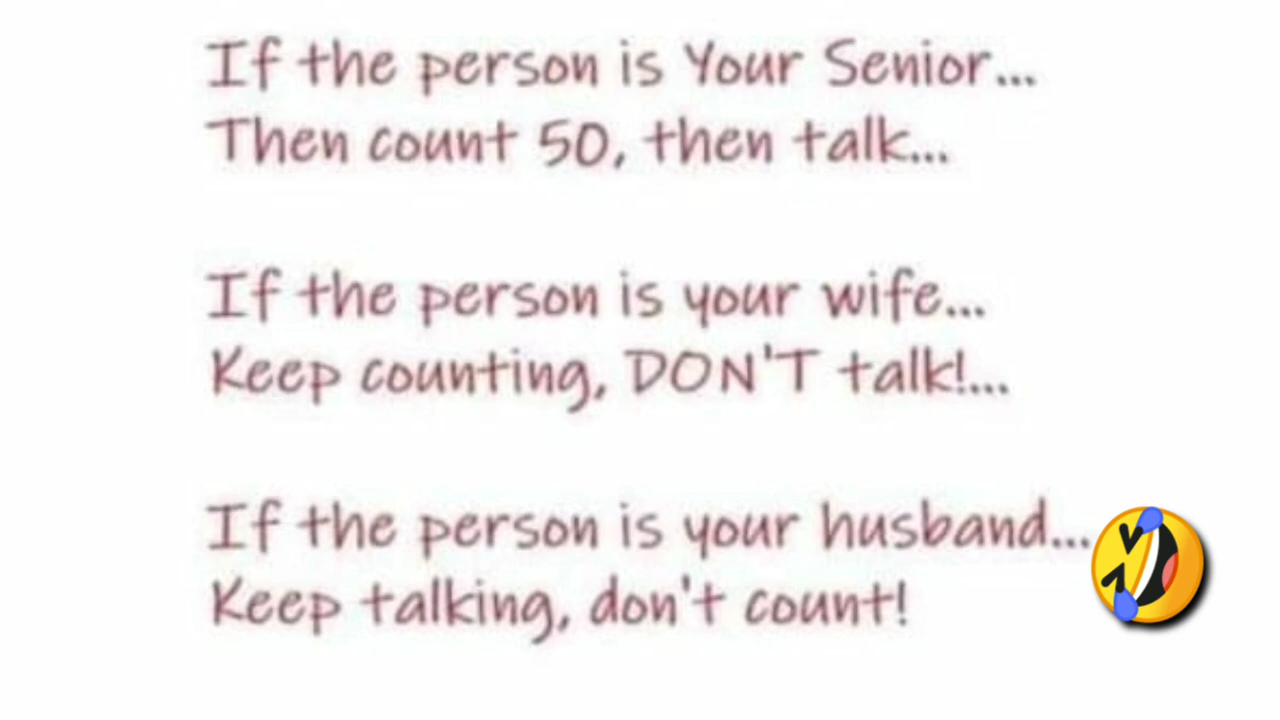 If the person is Your Senior...
Then count 50, then talk...
If the person is your wife...
Keep counting, DON'T talk!...
If the person is your husband...
Keep talking, don't count!